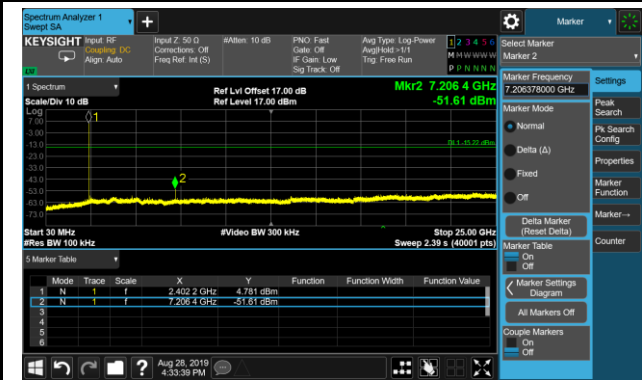 Spectrum Analyzer 1
Swept SA
Marker
KEYSIGHT Input: RF Input Z: 50 Ω #Atten: 10 dB PNO: Fast Avg Type: Log-Power 1 2 3 4 5 6
Coupling: DC Corrections: Off Gate: Off Avg|Hold:>1/1 M M W W W W
Align: Auto Freq Ref: Int (S) IF Gain: Low Trig: Free Run P P N N N N
Sig Track: Off
LV
Select Marker
Marker 2
1 Spectrum
Ref Lvl Offset 17.00 dB Mkr2 7.206 4 GHz
Scale/Div 10 dB Ref Level 17.00 dBm -51.61 dBm
Log
7.00
-3.00
-13.0
-23.0
-33.0
-43.0
-53.0
-63.0
-73.0
1
2
DL1 -15.22 dBm
Start 30 MHz #Video BW 300 kHz Stop 25.00 GHz
#Res BW 100 kHz Sweep 2.39 s (40001 pts)
5 Marker Table
Mode Trace Scale X Y Function Function Width Function Value
1 N 1 f 2.402 2 GHz 4.781 dBm
2 N 1 f 7.206 4 GHz -51.61 dBm
3
4
5
6
Aug 28, 2019
4:33:39 PM
?
Marker Frequency
7.206378000 GHz
Marker Mode
Normal
Delta (Δ)
Fixed
Off
Delta Marker
(Reset Delta)
Marker Table
On
Off
Marker Settings
Diagram
All Markers Off
Couple Markers
On
Off
Settings
Peak
Search
Pk Search
Config
Properties
Marker
Function
Marker→
Counter